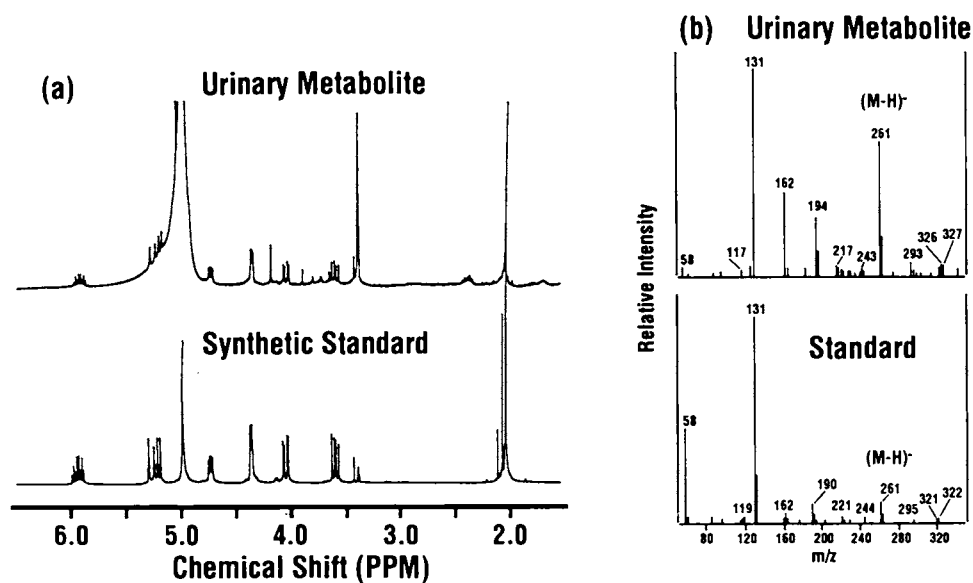 (a)
Urinary Metabolite
Synthetic Standard
6.0 5.0 4.0 3.0 2.0
Chemical Shift (PPM)
(b) Urinary Metabolite
131
(M-H)⁻
261
162
194
58
117
217
243
293
326
327
Relative Intensity
131
Standard
58
(M-H)⁻
119
162
190
221
244
261
295
321
322
80 120 160 200 240 280 320
m/z